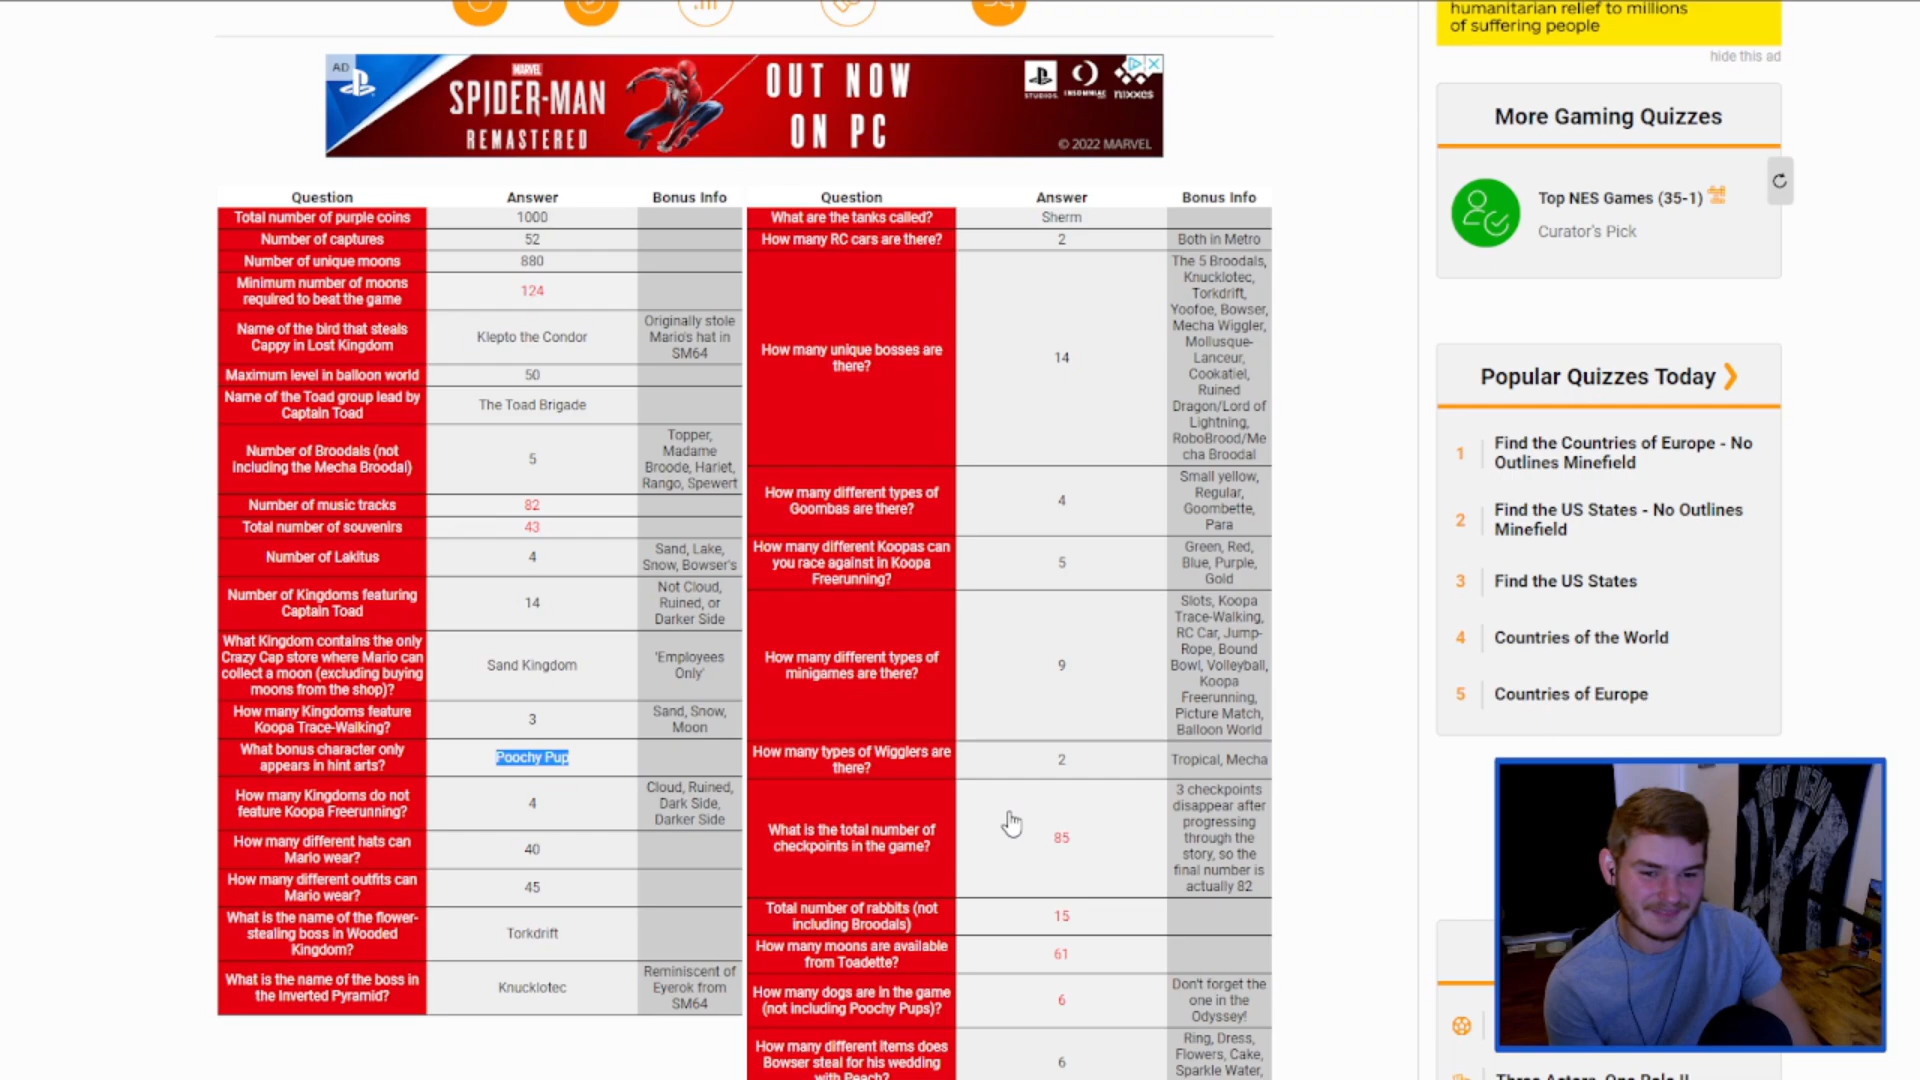 humanitarian relief to millions
of suffering people
hide this ad
AD
MARVEL
SPIDER-MAN
REMASTERED
OUT NOW
ON PC
STUDIOS
INSOMNIAC
nixxes
© 2022 MARVEL
Question Answer Bonus Info
Total number of purple coins 1000
Number of captures 52
Number of unique moons 880
Minimum number of moons
required to beat the game
124
Name of the bird that steals
Cappy in Lost Kingdom
Klepto the Condor
Originally stole
Mario's hat in
SM64
Maximum level in balloon world 50
Name of the Toad group lead by
Captain Toad
The Toad Brigade
Number of Broodals (not
including the Mecha Broodal)
5
Topper,
Madame
Broode, Hariet,
Rango, Spewert
Number of music tracks 82
Total number of souvenirs 43
Number of Lakitus 4
Sand, Lake,
Snow, Bowser's
Number of Kingdoms featuring
Captain Toad
14
Not Cloud,
Ruined, or
Darker Side
What Kingdom contains the only
Crazy Cap store where Mario can
collect a moon (excluding buying
moons from the shop)?
Sand Kingdom
'Employees
Only'
How many Kingdoms feature
Koopa Trace-Walking?
3
Sand, Snow,
Moon
What bonus character only
appears in hint arts?
Poochy Pup
How many Kingdoms do not
feature Koopa Freerunning?
4
Cloud, Ruined,
Dark Side,
Darker Side
How many different hats can
Mario wear?
40
How many different outfits can
Mario wear?
45
What is the name of the flower-
stealing boss in Wooded
Kingdom?
Torkdrift
What is the name of the boss in
the Inverted Pyramid?
Knucklotec
Reminiscent of
Eyerok from
SM64
Question Answer Bonus Info
What are the tanks called? Sherm
How many RC cars are there? 2 Both in Metro
How many unique bosses are
there?
14
The 5 Broodals,
Knucklotec,
Torkdrift,
Yoofoe, Bowser,
Mecha Wiggler,
Mollusque-
Lanceur,
Cookatiel,
Ruined
Dragon/Lord of
Lightning,
RoboBrood/Me
cha Broodal
How many different types of
Goombas are there?
4
Small yellow,
Regular,
Goombette,
Para
How many different Koopas can
you race against in Koopa
Freerunning?
5
Green, Red,
Blue, Purple,
Gold
How many different types of
minigames are there?
9
Slots, Koopa
Trace-Walking,
RC Car, Jump-
Rope, Bound
Bowl, Volleyball,
Koopa
Freerunning,
Picture Match,
Balloon World
How many types of Wigglers are
there?
2
Tropical, Mecha
What is the total number of
checkpoints in the game?
85
3 checkpoints
disappear after
progressing
through the
story, so the
final number is
actually 82
Total number of rabbits (not
including Broodals)
15
How many moons are available
from Toadette?
61
How many dogs are in the game
(not including Poochy Pups)?
6
Don't forget the
one in the
Odyssey!
How many different items does
Bowser steal for his wedding
with Peach?
6
Ring, Dress,
Flowers, Cake,
Sparkle Water,
More Gaming Quizzes
Top NES Games (35-1)
Curator's Pick
Popular Quizzes Today
1 Find the Countries of Europe - No
Outlines Minefield
2 Find the US States - No Outlines
Minefield
3 Find the US States
4 Countries of the World
5 Countries of Europe